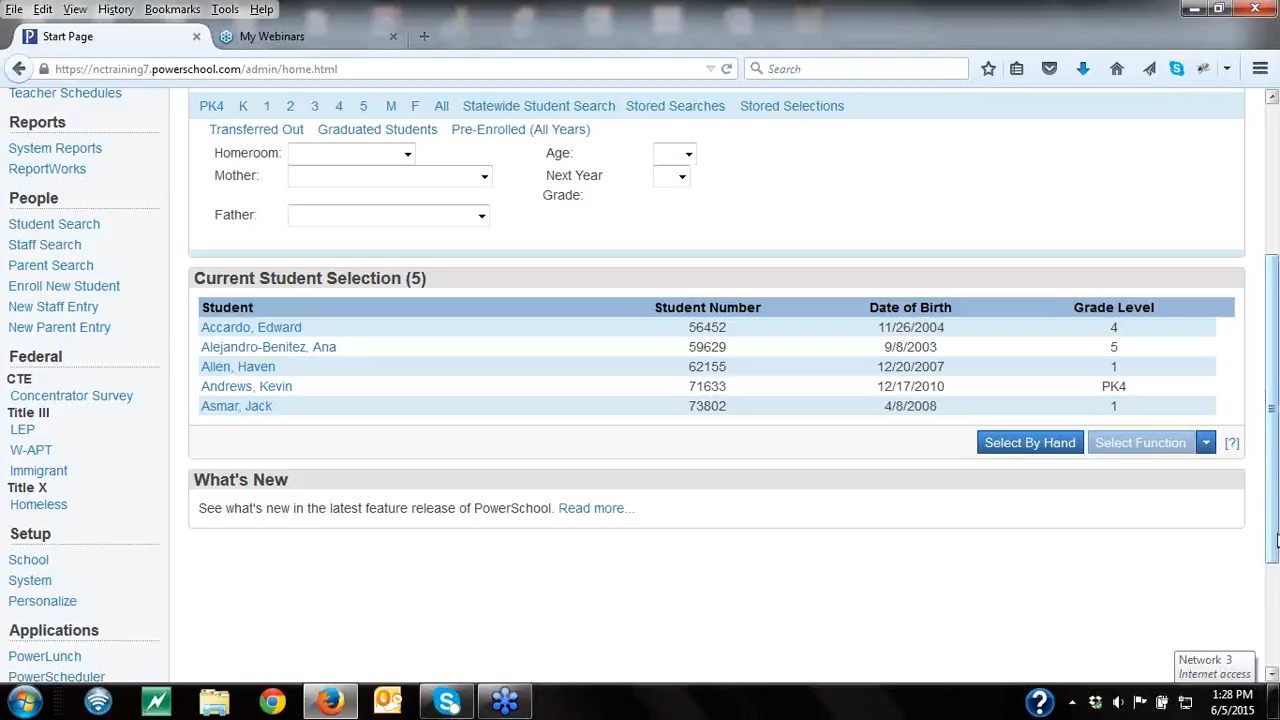 File Edit View History Bookmarks Tools Help
Start Page
My Webinars
https://nctraining7.powerschool.com/admin/home.html
Search
Teacher Schedules
Reports
System Reports
ReportWorks
People
Student Search
Staff Search
Parent Search
Enroll New Student
New Staff Entry
New Parent Entry
Federal
CTE
Concentrator Survey
Title III
LEP
W-APT
Immigrant
Title X
Homeless
Setup
School
System
Personalize
Applications
PowerLunch
PowerScheduler
PK4 K 1 2 3 4 5 M F All Statewide Student Search Stored Searches Stored Selections
Transferred Out Graduated Students Pre-Enrolled (All Years)
Homeroom: Age:
Mother: Next Year
Grade:
Father:
Current Student Selection (5)
Student Student Number Date of Birth Grade Level
Accardo, Edward 56452 11/26/2004 4
Alejandro-Benitez, Ana 59629 9/8/2003 5
Allen, Haven 62155 12/20/2007 1
Andrews, Kevin 71633 12/17/2010 PK4
Asmar, Jack 73802 4/8/2008 1
Select By Hand Select Function [?]
What's New
See what's new in the latest feature release of PowerSchool. Read more...
Network 3
Internet access
1:28 PM
6/5/2015